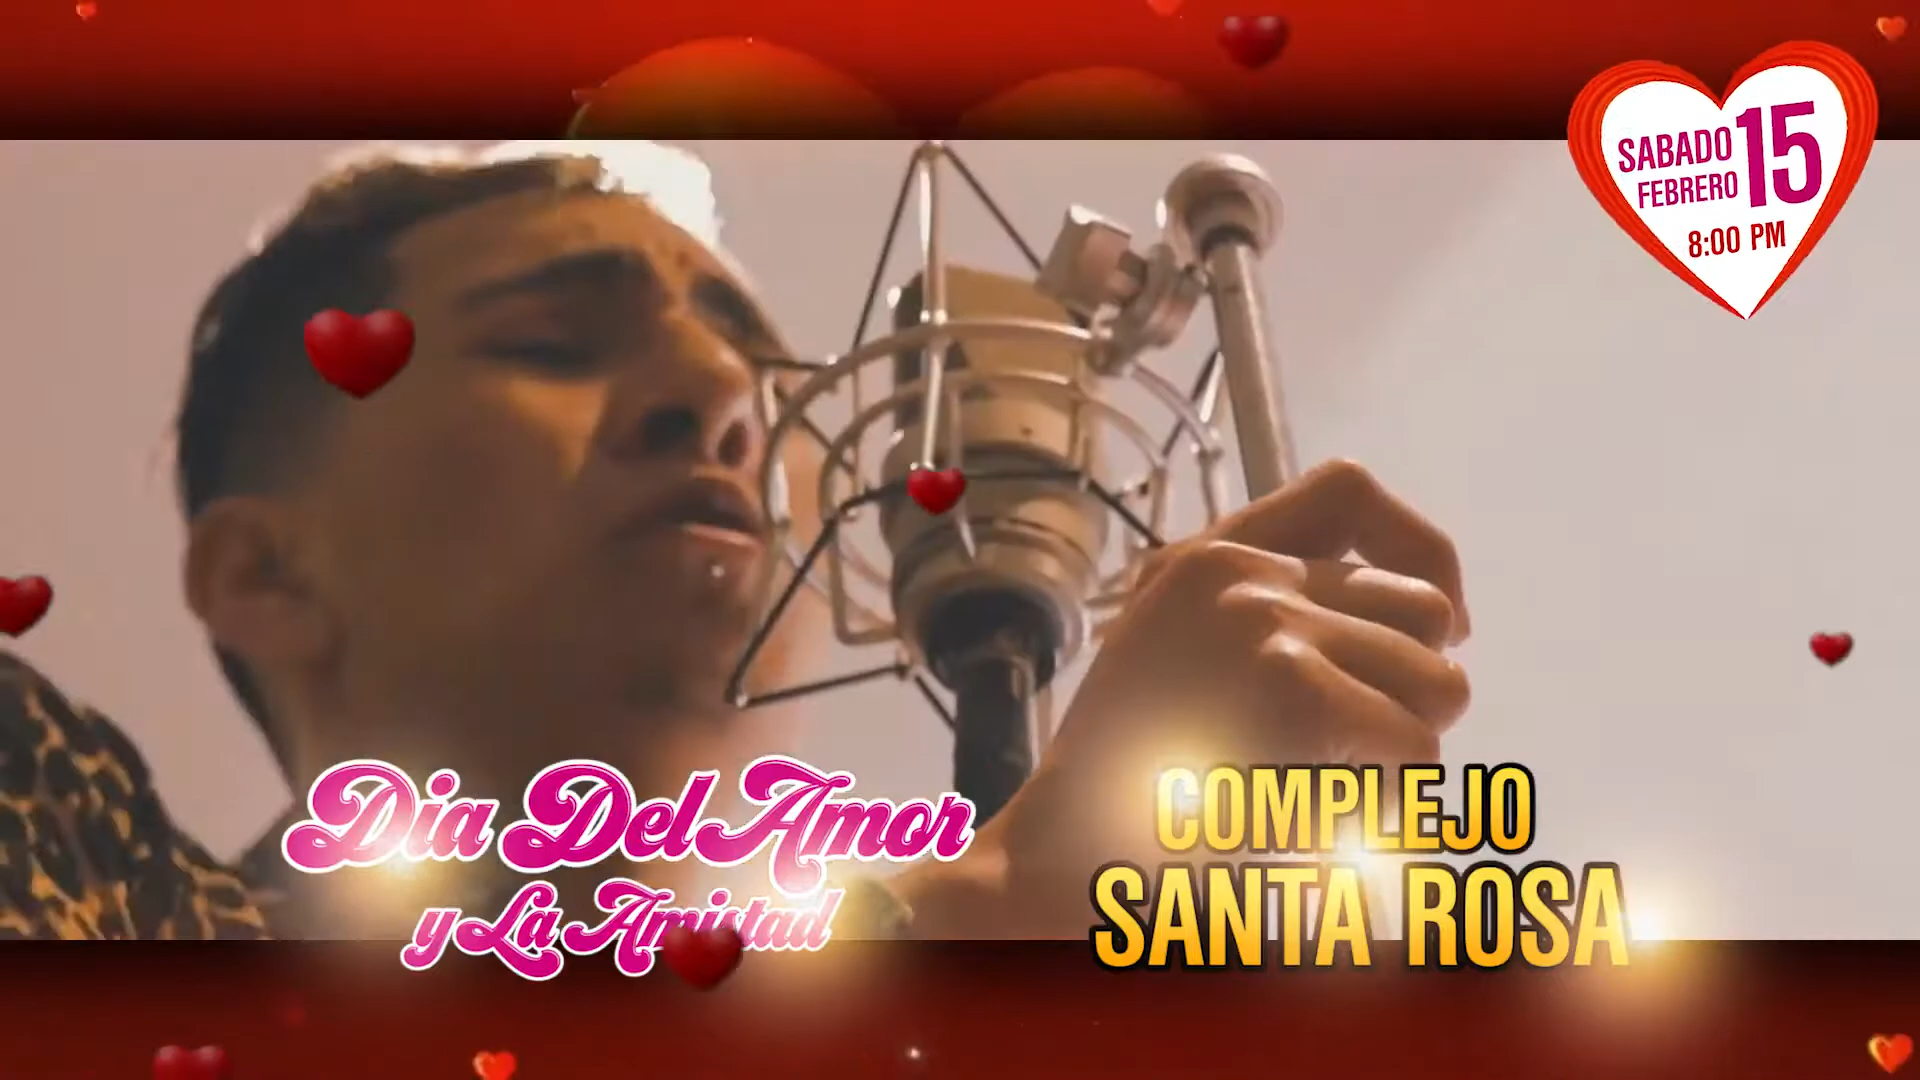 SABADO
FEBRERO
15
8:00 PM
Dia Del Amor
y La Amistad
COMPLEJO
SANTA ROSA